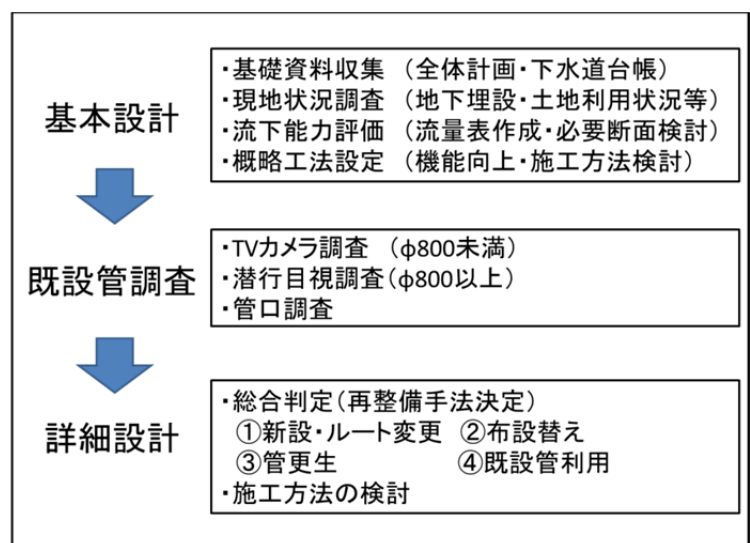 基本設計
・基礎資料収集 （全体計画・下水道台帳）
・現地状況調査 （地下埋設・土地利用状況等）
・流下能力評価 （流量表作成・必要断面検討）
・概略工法設定 （機能向上・施工方法検討）
既設管調査
・TVカメラ調査 （φ800未満）
・潜行目視調査（φ800以上）
・管口調査
詳細設計
・総合判定（再整備手法決定）
①新設・ルート変更 ②布設替え
③管更生 ④既設管利用
・施工方法の検討